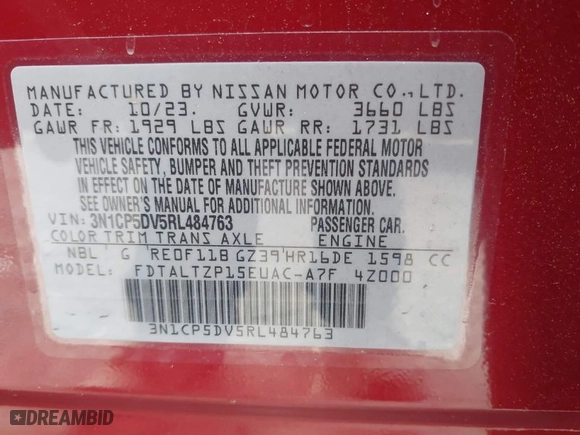 MANUFACTURED BY NISSAN MOTOR CO.,LTD.
DATE: 10/23. GVWR: 3660 LBS
GAWR FR: 1929 LBS GAWR RR: 1731 LBS
THIS VEHICLE CONFORMS TO ALL APPLICABLE FEDERAL MOTOR
VEHICLE SAFETY, BUMPER AND THEFT PREVENTION STANDARDS
IN EFFECT ON THE DATE OF MANUFACTURE SHOWN ABOVE.
SEE OWNER'S MANUAL FOR ADDITIONAL INFORMATION.
VIN: 3N1CP5DV5RL484763 PASSENGER CAR.
COLOR TRIM TRANS AXLE ENGINE
NBL G RE0F11B GZ39 HR16DE 1598 CC
MODEL: FDTALTZP15EUAC-A7F 4Z000
3N1CP5DV5RL484763
DREAMBID